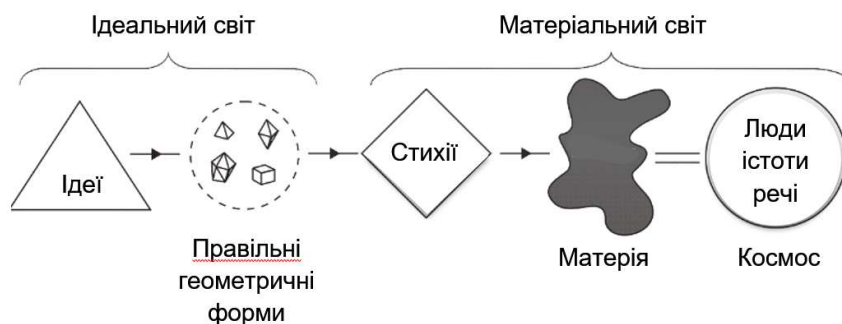 Ідеальний світ
Матеріальний світ
Ідеї
Стихії
Люди
істоти
речі
Правільні
геометричні
форми
Матерія
Космос